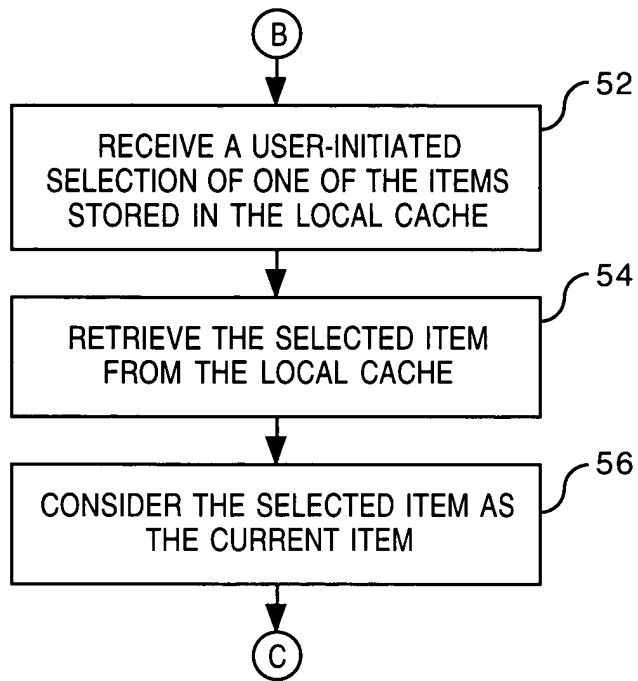 B
52
RECEIVE A USER-INITIATED
SELECTION OF ONE OF THE ITEMS
STORED IN THE LOCAL CACHE
54
RETRIEVE THE SELECTED ITEM
FROM THE LOCAL CACHE
56
CONSIDER THE SELECTED ITEM AS
THE CURRENT ITEM
C